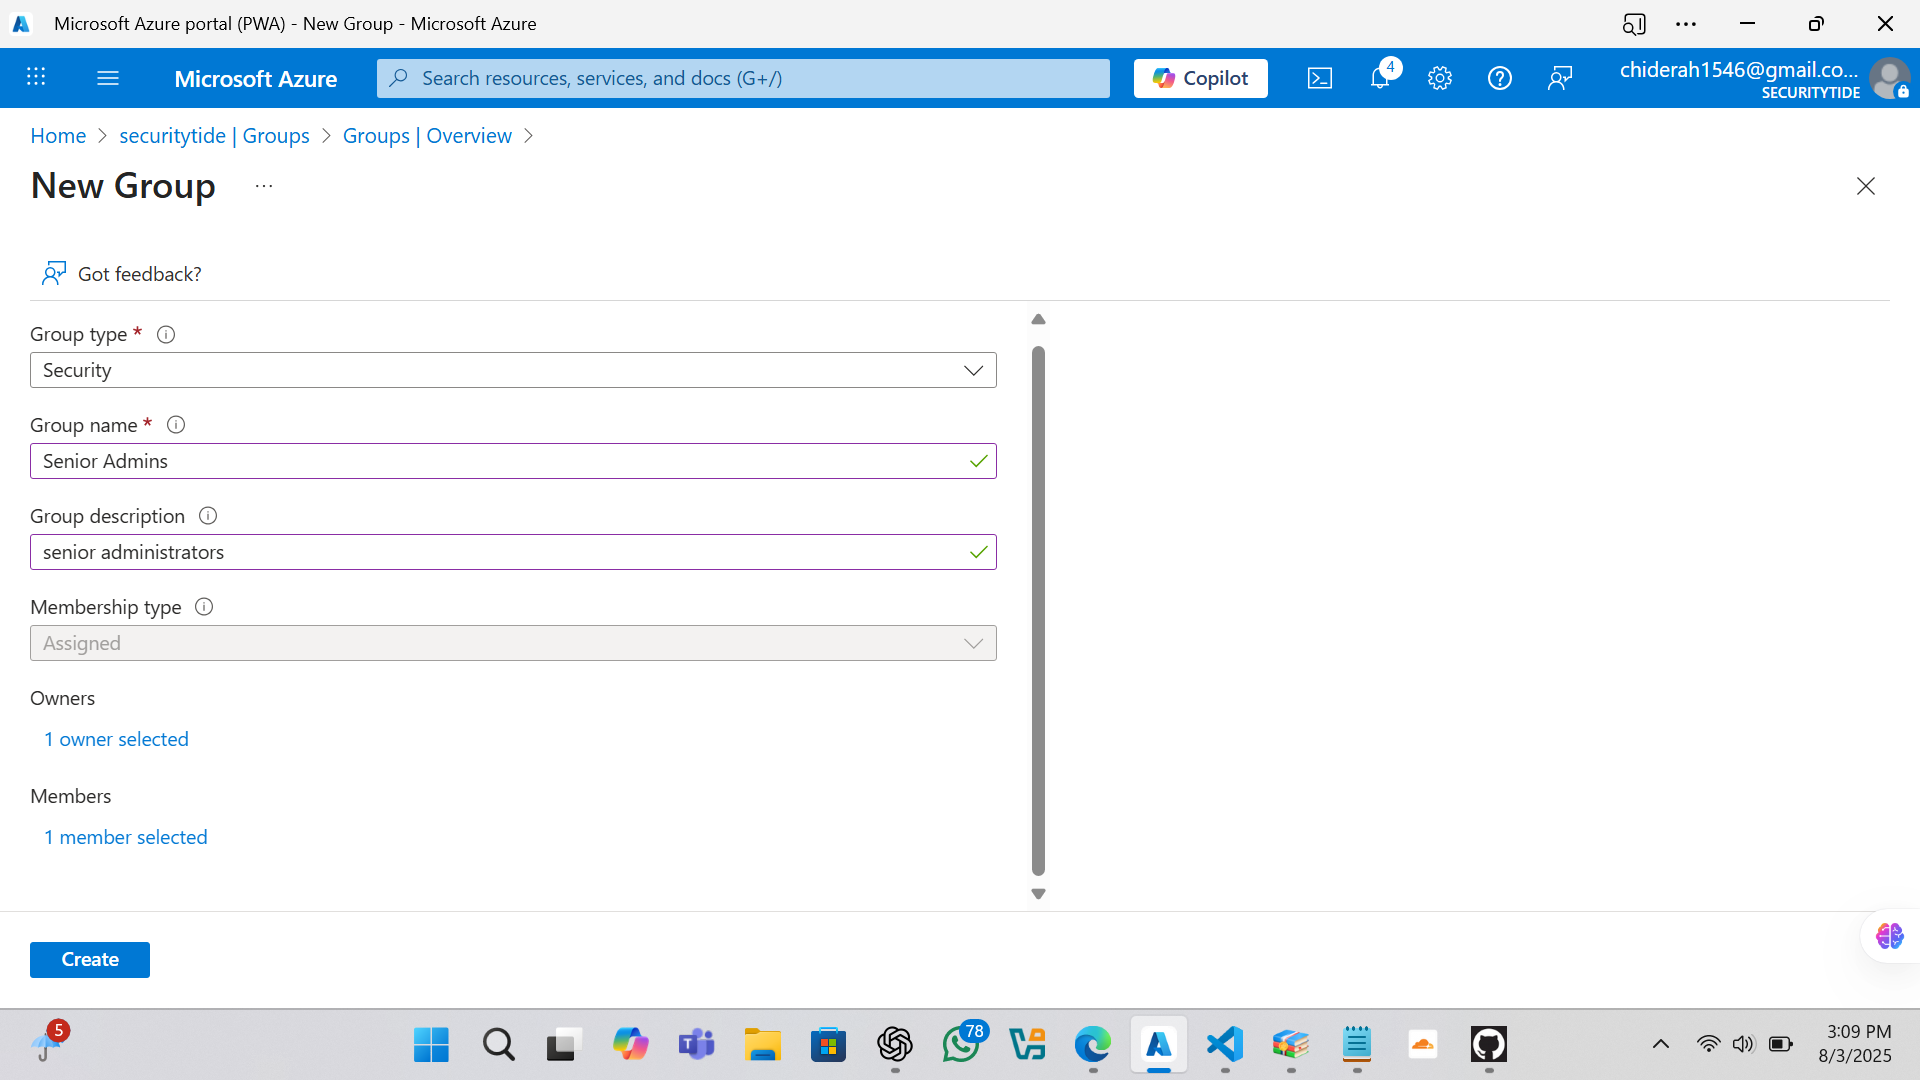 Microsoft Azure portal (PWA) - New Group - Microsoft Azure
Microsoft Azure
Search resources, services, and docs (G+/)
Copilot
4
chiderah1546@gmail.co...
SECURITYTIDE
Home > securitytide | Groups > Groups | Overview >
New Group
Got feedback?
Group type *
Security
Group name *
Senior Admins
Group description
senior administrators
Membership type
Assigned
Owners
1 owner selected
Members
1 member selected
Create
5
78
3:09 PM
8/3/2025